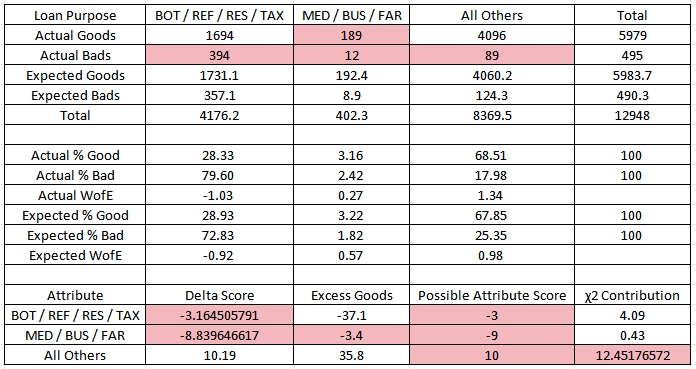 Loan Purpose BOT / REF / RES / TAX MED / BUS / FAR All Others Total
Actual Goods 1694 189 4096 5979
Actual Bads 394 12 89 495
Expected Goods 1731.1 192.4 4060.2 5983.7
Expected Bads 357.1 8.9 124.3 490.3
Total 4176.2 402.3 8369.5 12948
Actual % Good 28.33 3.16 68.51 100
Actual % Bad 79.60 2.42 17.98 100
Actual WofE -1.03 0.27 1.34
Expected % Good 28.93 3.22 67.85 100
Expected % Bad 72.83 1.82 25.35 100
Expected WofE -0.92 0.57 0.98
Attribute Delta Score Excess Goods Possible Attribute Score χ2 Contribution
BOT / REF / RES / TAX -3.164505791 -37.1 -3 4.09
MED / BUS / FAR -8.839646617 -3.4 -9 0.43
All Others 10.19 35.8 10 12.45176572